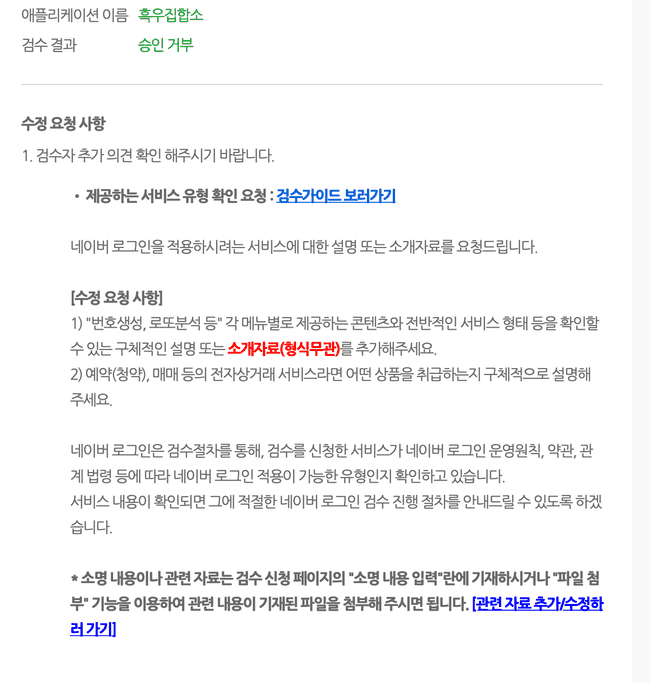 애플리케이션 이름 흑우집합소
검수 결과 승인 거부
수정 요청 사항
1. 검수자 추가 의견 확인 해주시기 바랍니다.
• 제공하는 서비스 유형 확인 요청 : 검수가이드 보러가기
네이버 로그인을 적용하시려는 서비스에 대한 설명 또는 소개자료를 요청드립니다.
[수정 요청 사항]
1) "번호생성, 로또분석 등" 각 메뉴별로 제공하는 콘텐츠와 전반적인 서비스 형태 등을 확인할
수 있는 구체적인 설명 또는 소개자료(형식무관)를 추가해주세요.
2) 예약(청약), 매매 등의 전자상거래 서비스라면 어떤 상품을 취급하는지 구체적으로 설명해
주세요.
네이버 로그인은 검수절차를 통해, 검수를 신청한 서비스가 네이버 로그인 운영원칙, 약관, 관
계 법령 등에 따라 네이버 로그인 적용이 가능한 유형인지 확인하고 있습니다.
서비스 내용이 확인되면 그에 적절한 네이버 로그인 검수 진행 절차를 안내드릴 수 있도록 하겠
습니다.
* 소명 내용이나 관련 자료는 검수 신청 페이지의 "소명 내용 입력"란에 기재하시거나 "파일 첨
부" 기능을 이용하여 관련 내용이 기재된 파일을 첨부해 주시면 됩니다. [관련 자료 추가/수정하
러 가기]